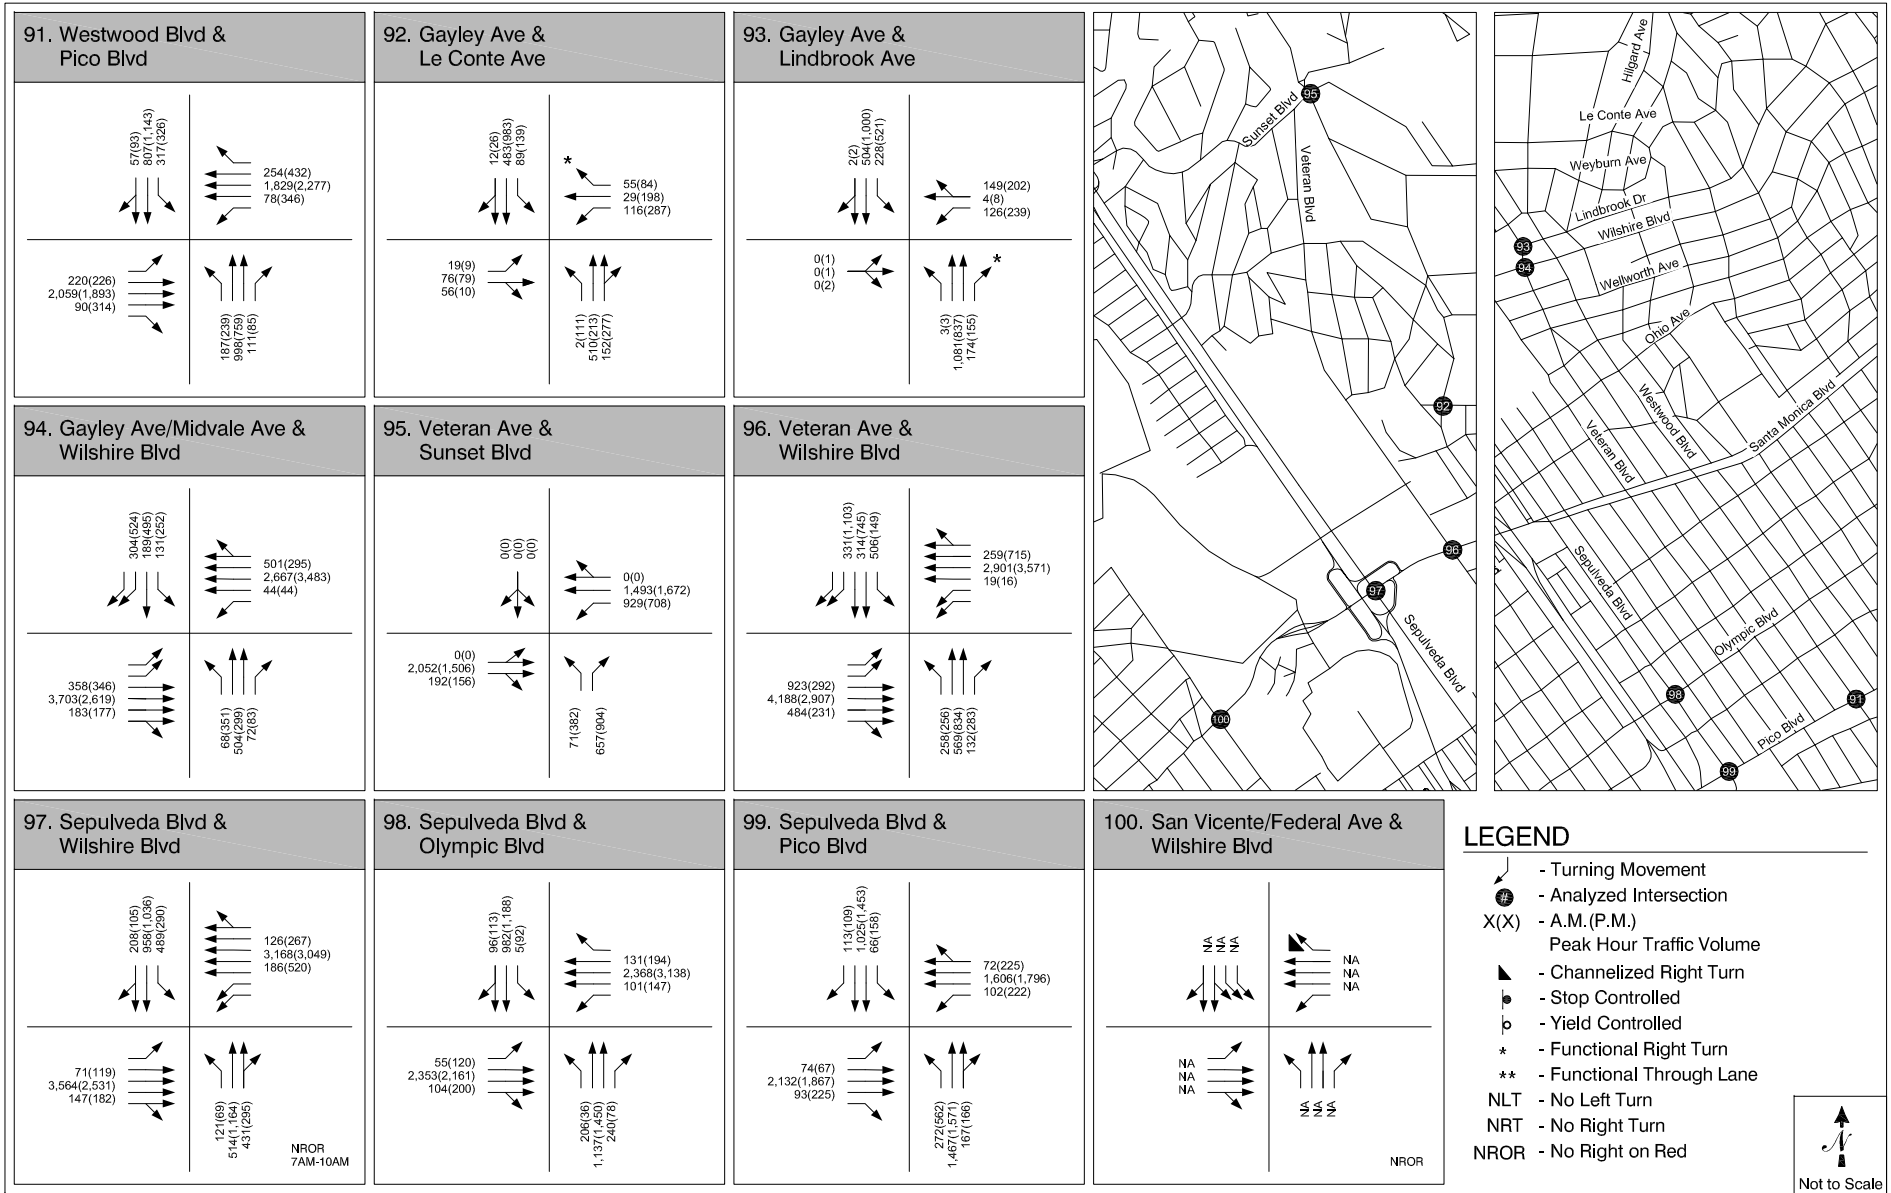 91. Westwood Blvd &
Pico Blvd
57(93)
807(1,143)
317(326)
254(432)
1,829(2,277)
78(346)
220(226)
2,059(1,893)
90(314)
187(239)
998(759)
111(85)
92. Gayley Ave &
Le Conte Ave
12(26)
483(983)
89(139)
*
55(84)
29(198)
116(287)
19(9)
76(79)
56(10)
2(111)
510(213)
152(277)
93. Gayley Ave &
Lindbrook Ave
2(2)
504(1,000)
228(521)
149(202)
4(8)
126(239)
0(1)
0(1)
0(2)
*
3(3)
1,081(837)
174(155)
94. Gayley Ave/Midvale Ave &
Wilshire Blvd
304(524)
189(495)
131(252)
501(295)
2,667(3,483)
44(44)
358(346)
3,703(2,619)
183(177)
68(351)
504(299)
72(83)
95. Veteran Ave &
Sunset Blvd
0(0)
0(0)
0(0)
0(0)
1,493(1,672)
929(708)
0(0)
2,052(1,506)
192(156)
71(382)
657(904)
96. Veteran Ave &
Wilshire Blvd
331(1,103)
314(745)
506(149)
259(715)
2,901(3,571)
19(16)
923(292)
4,188(2,907)
484(231)
258(256)
569(834)
132(283)
97. Sepulveda Blvd &
Wilshire Blvd
208(105)
958(1,036)
489(290)
126(267)
3,168(3,049)
186(520)
71(119)
3,564(2,531)
147(182)
121(69)
514(1,164)
431(295)
NROR
7AM-10AM
98. Sepulveda Blvd &
Olympic Blvd
96(113)
982(1,188)
5(92)
131(194)
2,368(3,138)
101(147)
55(120)
2,353(2,161)
104(200)
206(36)
1,137(1,450)
240(78)
99. Sepulveda Blvd &
Pico Blvd
113(109)
1,025(1,453)
66(158)
72(225)
1,606(1,796)
102(222)
74(67)
2,132(1,867)
93(225)
272(562)
1,467(1,571)
167(166)
100. San Vicente/Federal Ave &
Wilshire Blvd
NA
NA
NA
NA
NA
NA
NA
NA
NA
NA
NA
NA
NROR
95
Sunset Blvd
Veteran Blvd
92
96
97
Sepulveda Blvd
100
Hilgard Ave
Le Conte Ave
Weyburn Ave
Lindbrook Dr
Wilshire Blvd
93
94
Wellworth Ave
Ohio Ave
Westwood Blvd
Santa Monica Blvd
Veteran Blvd
Sepulveda Blvd
Olympic Blvd
98
91
Pico Blvd
99
LEGEND
- Turning Movement
# - Analyzed Intersection
X(X) - A.M.(P.M.)
Peak Hour Traffic Volume
- Channelized Right Turn
- Stop Controlled
- Yield Controlled
* - Functional Right Turn
** - Functional Through Lane
NLT - No Left Turn
NRT - No Right Turn
NROR - No Right on Red
N
Not to Scale